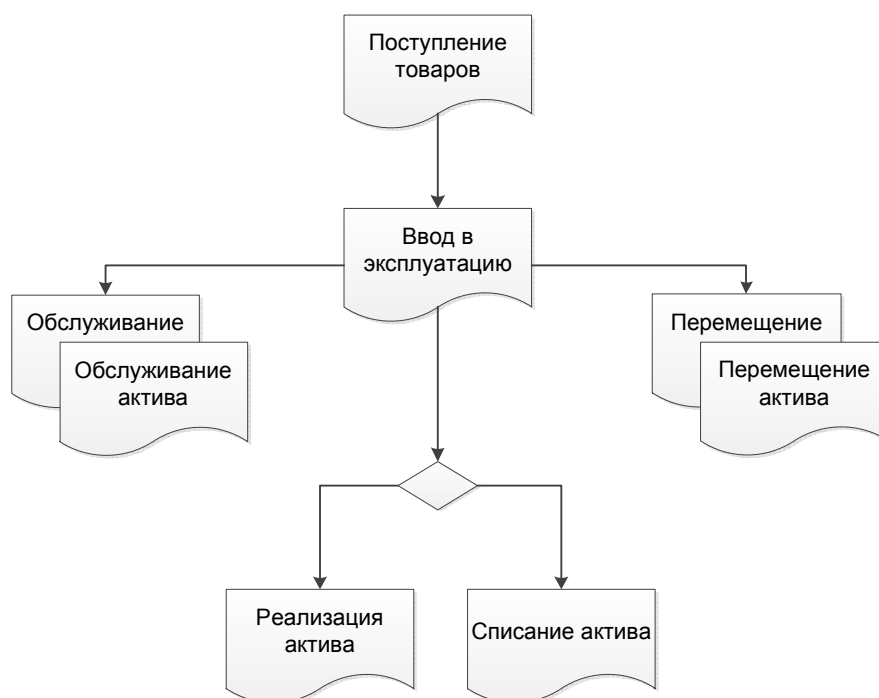 Поступление
товаров
Ввод в
эксплуатацию
Обслуживание
Обслуживание
актива
Перемещение
Перемещение
актива
Реализация
актива
Списание актива